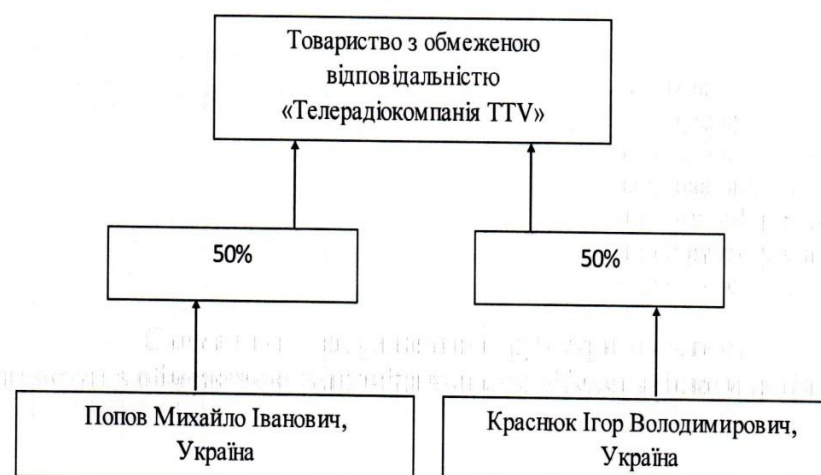 Товариство з обмеженою
відповідальністю
«Телерадіокомпанія TTV»
50%
50%
Попов Михайло Іванович,
Україна
Краснюк Ігор Володимирович,
Україна